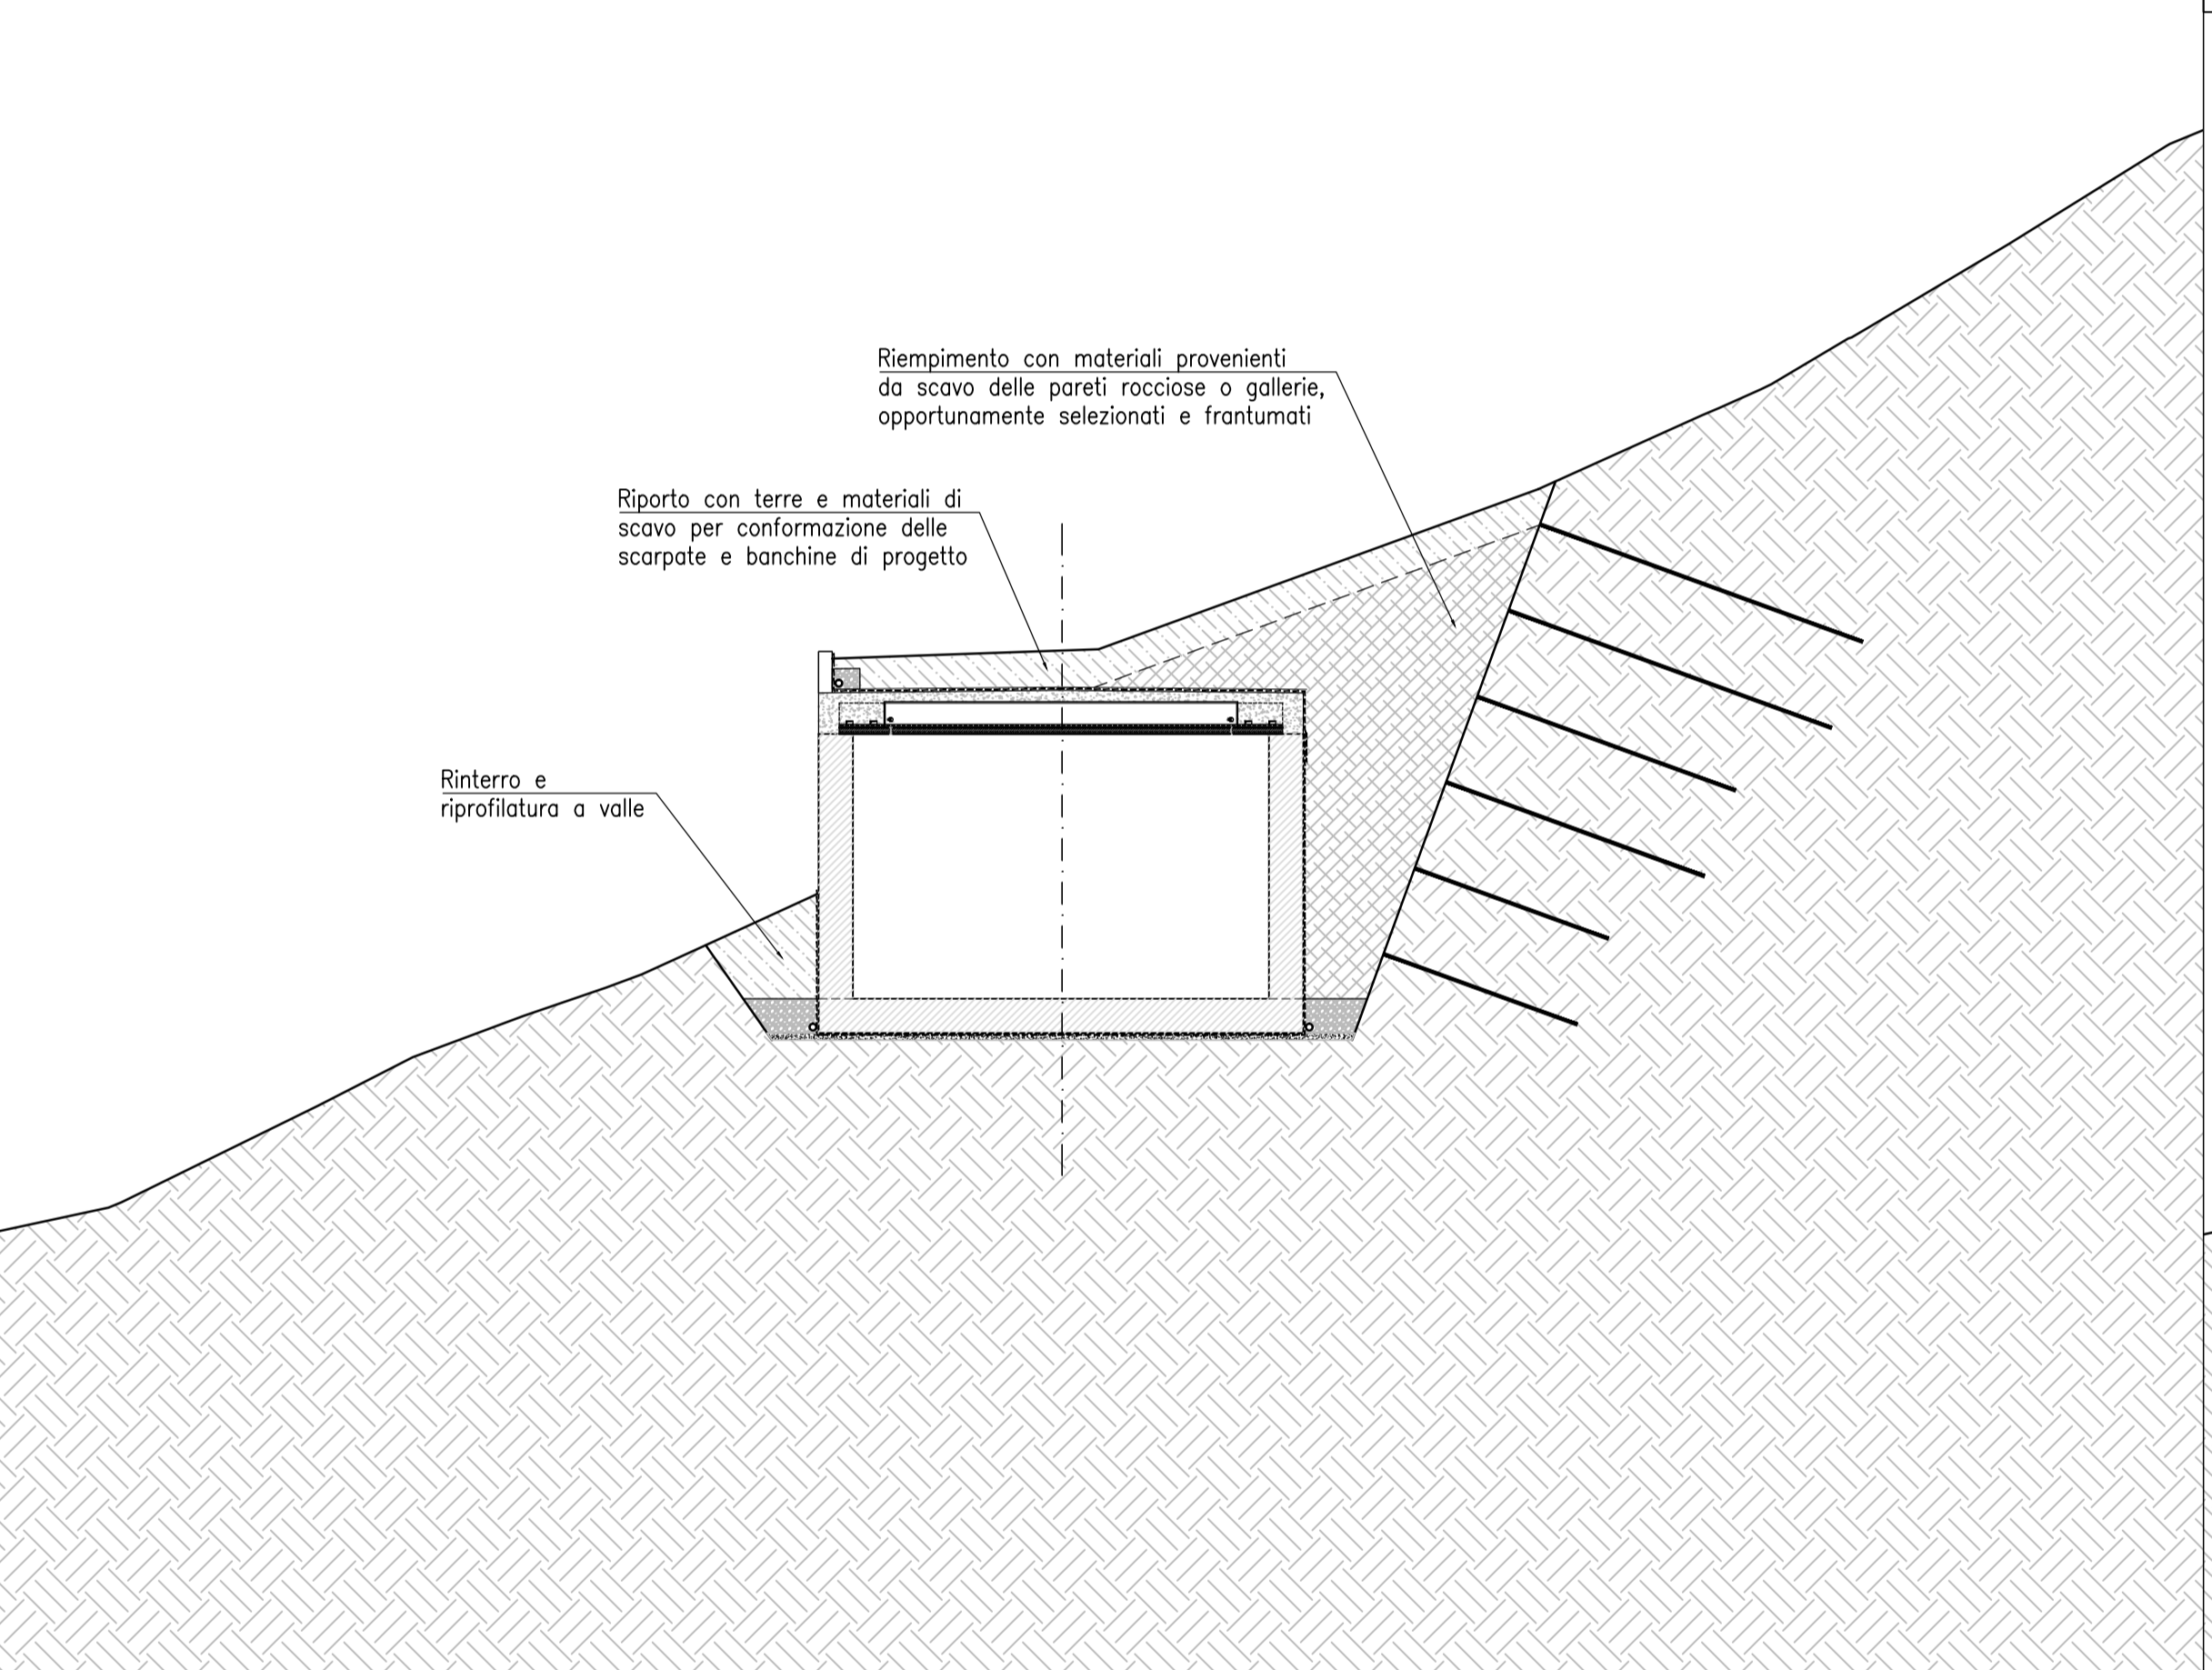 Riempimento con materiali provenienti
da scavo delle pareti rocciose o gallerie,
opportunamente selezionati e frantumati
Riporto con terre e materiali di
scavo per conformazione delle
scarpate e banchine di progetto
Rinterro e
riprofilatura a valle